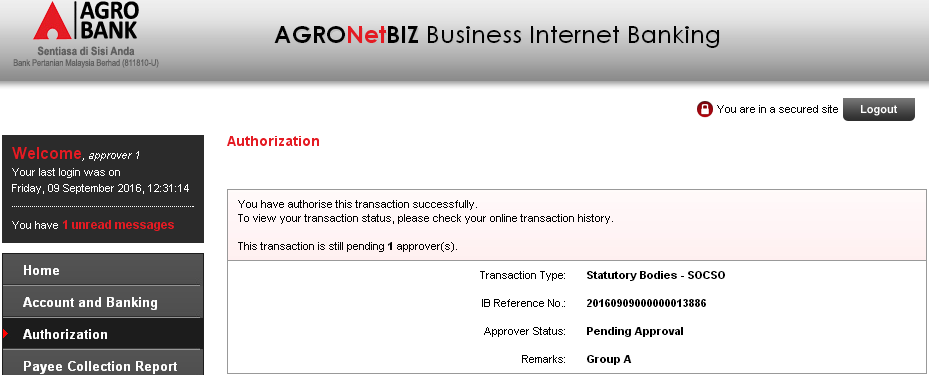 AGRO
BANK
Sentiasa di Sisi Anda
Bank Pertanian Malaysia Berhad (811810-U)
AGRONetBIZ Business Internet Banking
You are in a secured site
Logout
Welcome, approver 1
Your last login was on
Friday, 09 September 2016, 12:31:14
You have 1 unread messages
Home
Account and Banking
Authorization
Payee Collection Report
Authorization
You have authorise this transaction successfully.
To view your transaction status, please check your online transaction history.
This transaction is still pending 1 approver(s).
Transaction Type: Statutory Bodies - SOCSO
IB Reference No.: 20160909000000013886
Approver Status: Pending Approval
Remarks: Group A